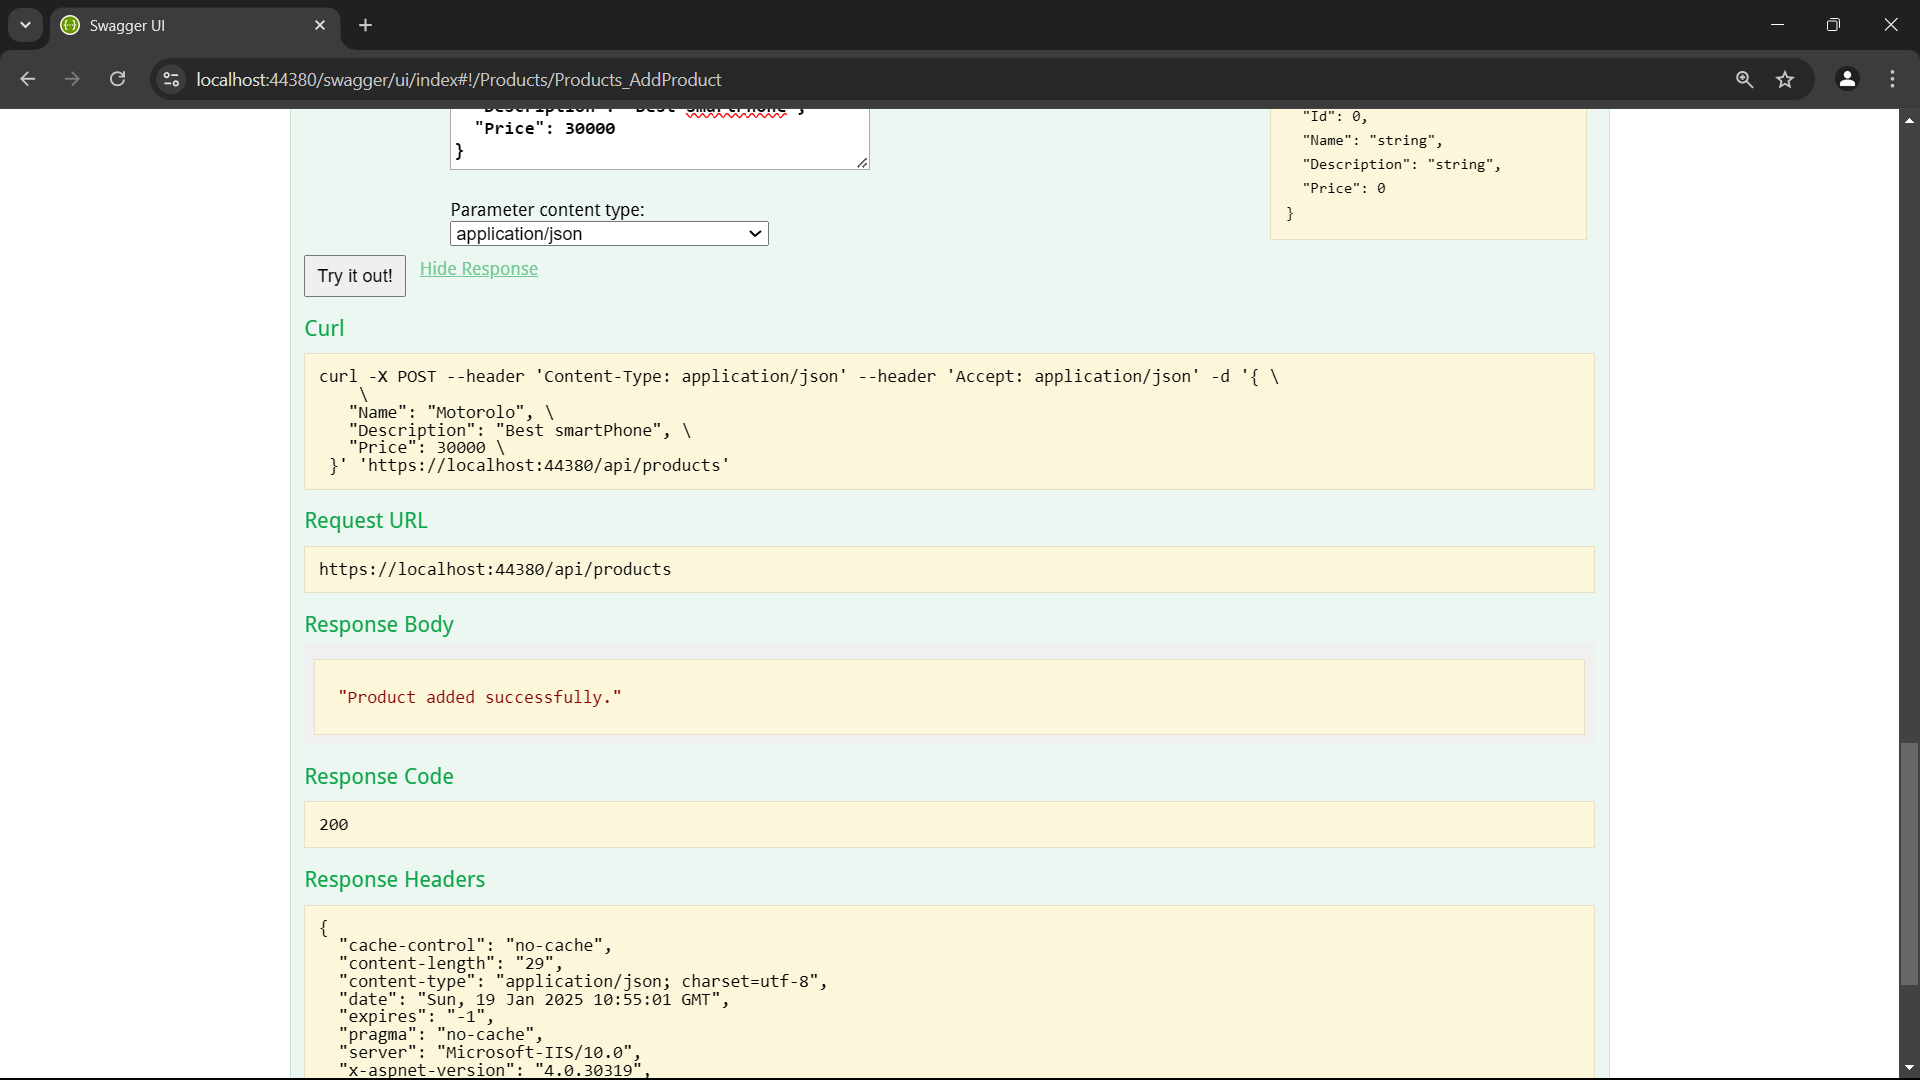 Swagger UI
localhost:44380/swagger/ui/index#!/Products/Products_AddProduct
"Description": "Best smartPhone",
"Price": 30000
}
"Id": 0,
"Name": "string",
"Description": "string",
"Price": 0
}
Parameter content type:
application/json
Try it out!
Hide Response
Curl
curl -X POST --header 'Content-Type: application/json' --header 'Accept: application/json' -d '{ \
\
"Name": "Motorolo", \
"Description": "Best smartPhone", \
"Price": 30000 \
}' 'https://localhost:44380/api/products'
Request URL
https://localhost:44380/api/products
Response Body
"Product added successfully."
Response Code
200
Response Headers
{
"cache-control": "no-cache",
"content-length": "29",
"content-type": "application/json; charset=utf-8",
"date": "Sun, 19 Jan 2025 10:55:01 GMT",
"expires": "-1",
"pragma": "no-cache",
"server": "Microsoft-IIS/10.0",
"x-aspnet-version": "4.0.30319",